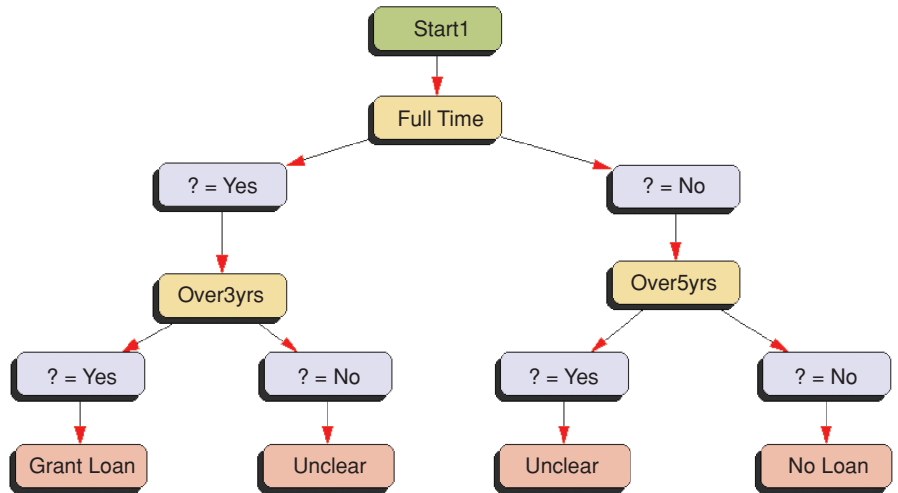 Start1
Full Time
? = Yes
? = No
Over3yrs
Over5yrs
? = Yes
? = No
? = Yes
? = No
Grant Loan
Unclear
Unclear
No Loan